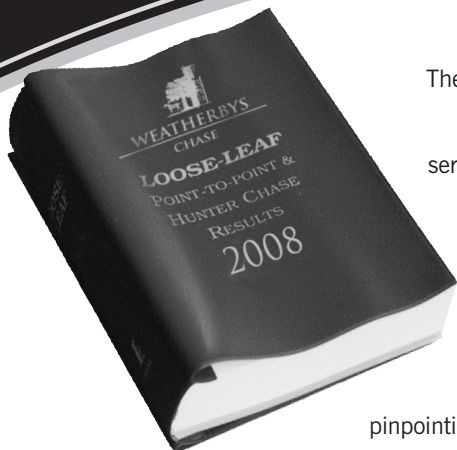 WEATHERBYS
CHASE
LOOSE-LEAF
POINT-TO-POINT &
HUNTER CHASE
RESULTS
2008
LOOSE-
LEAF
The
ser
pinpointi